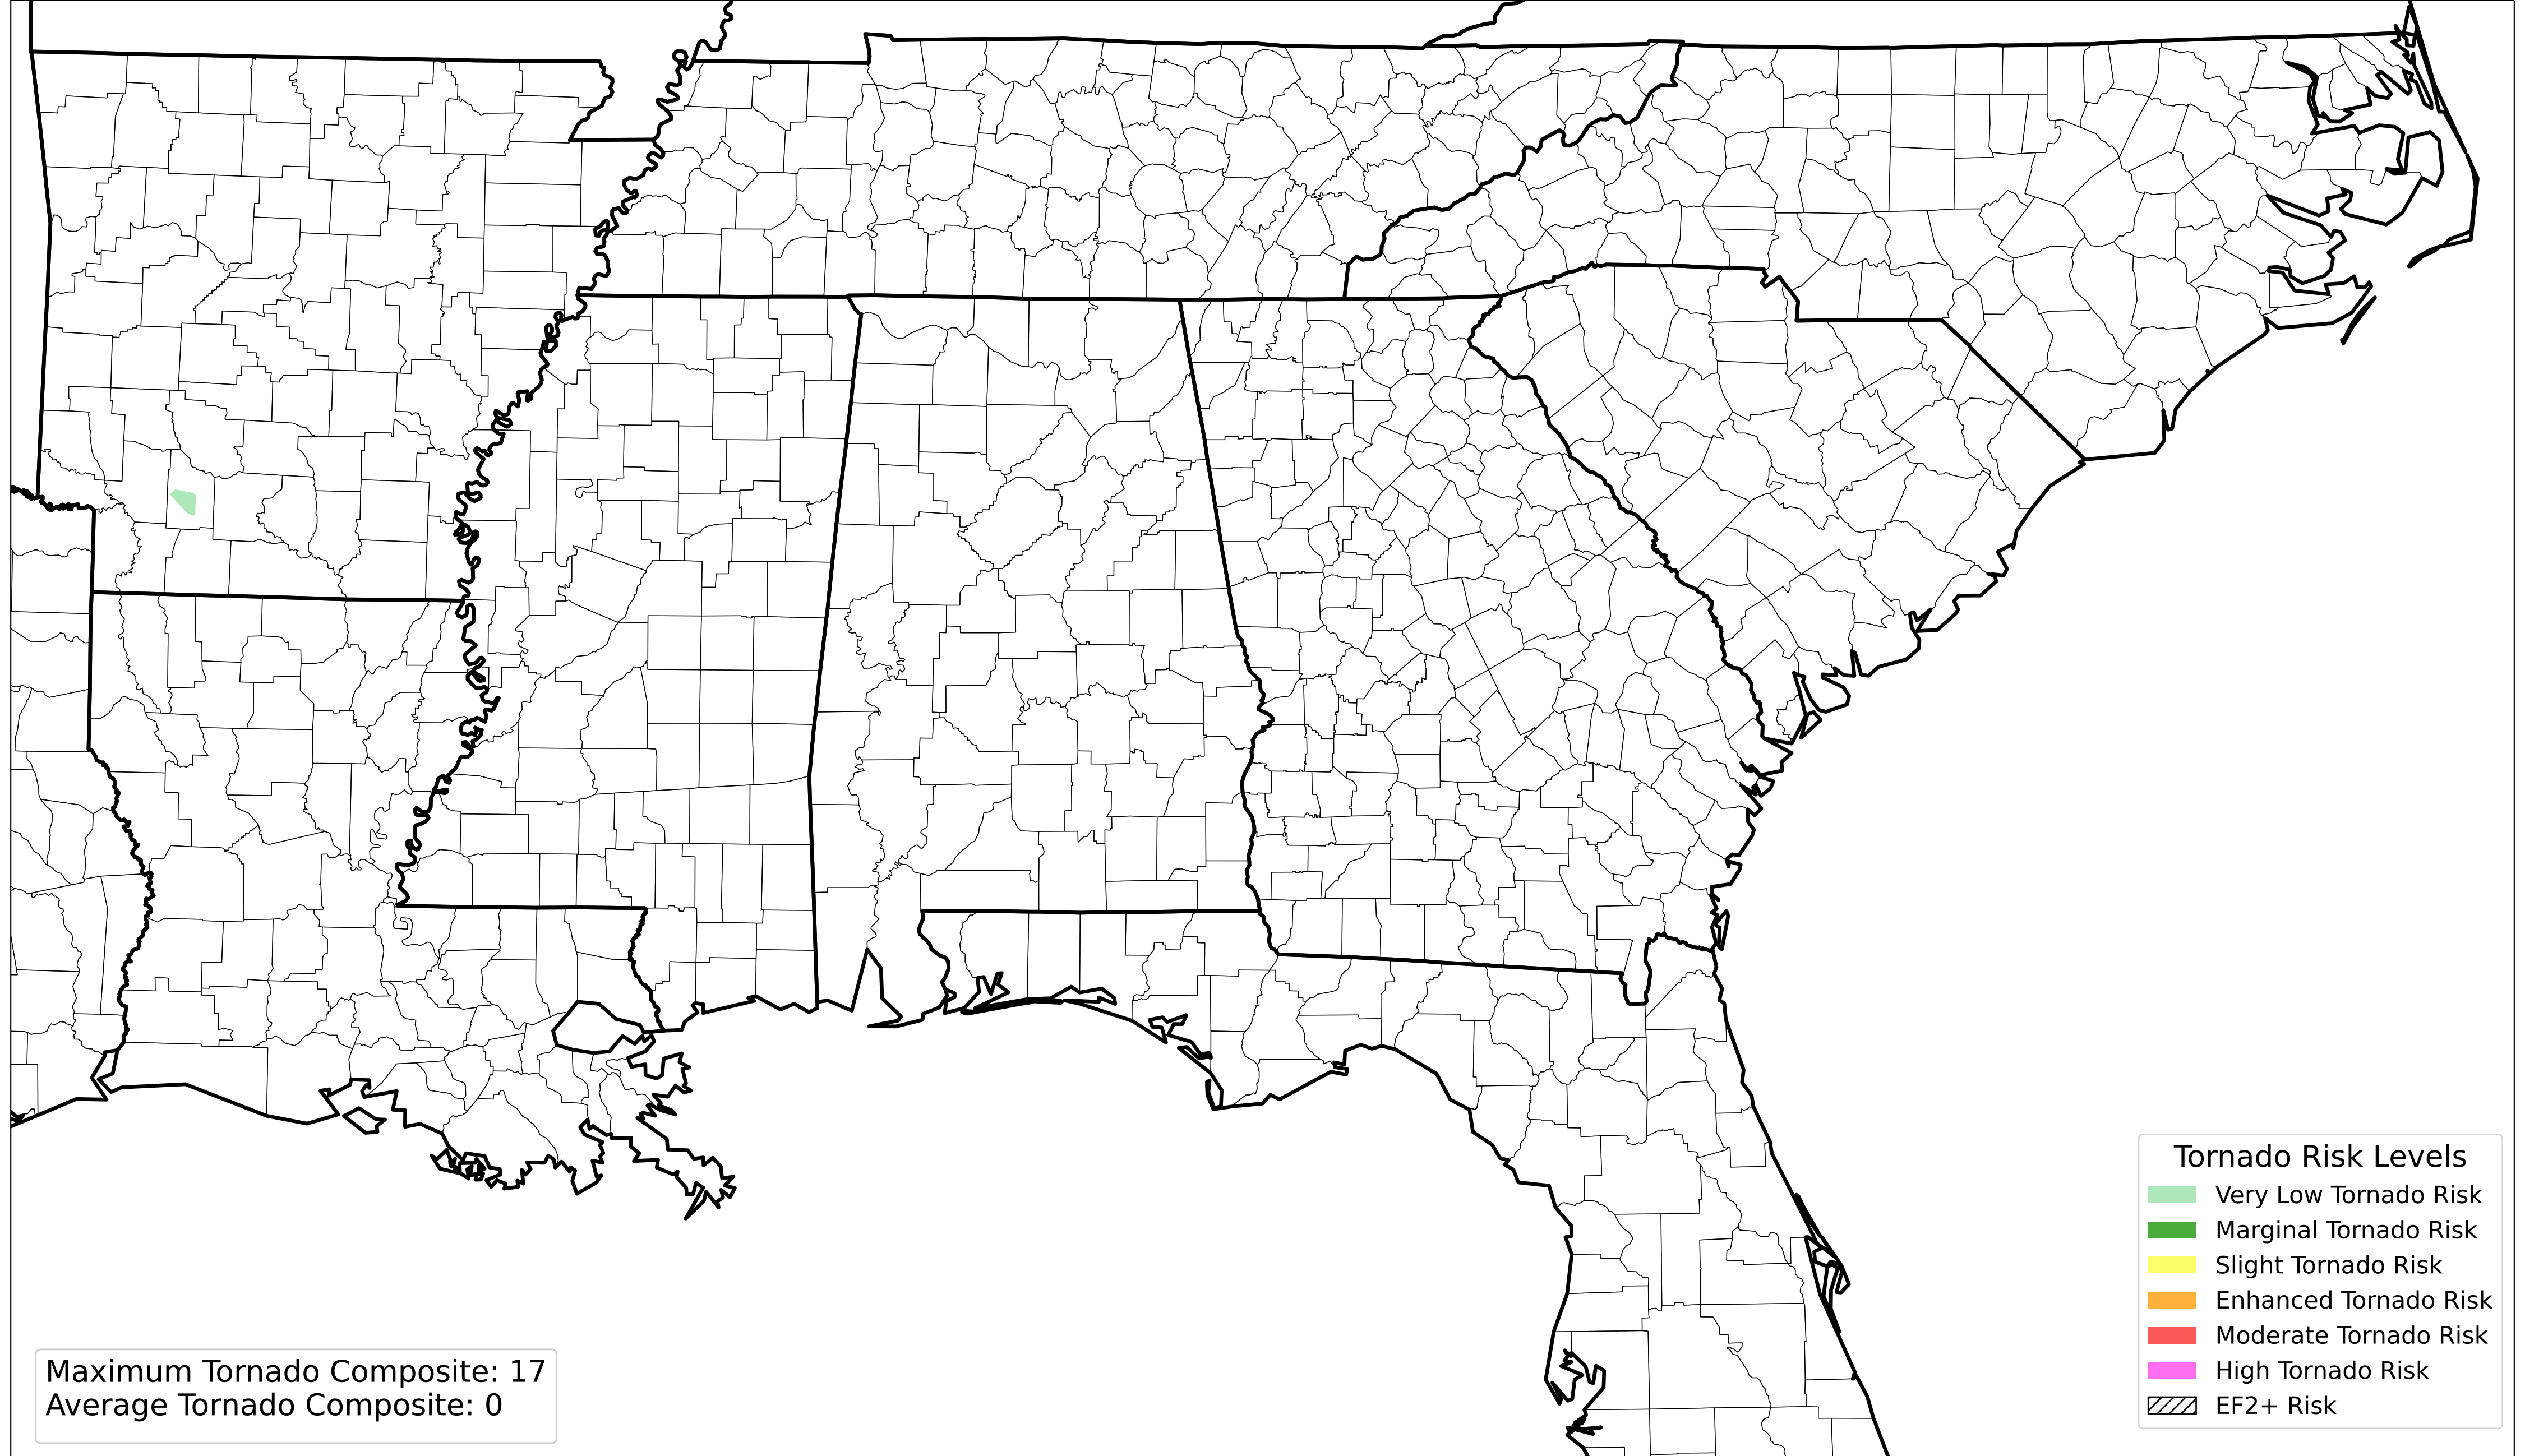 Tornado Risk Levels
Very Low Tornado Risk
Marginal Tornado Risk
Slight Tornado Risk
Enhanced Tornado Risk
Moderate Tornado Risk
High Tornado Risk
EF2+ Risk
Maximum Tornado Composite: 17
Average Tornado Composite: 0